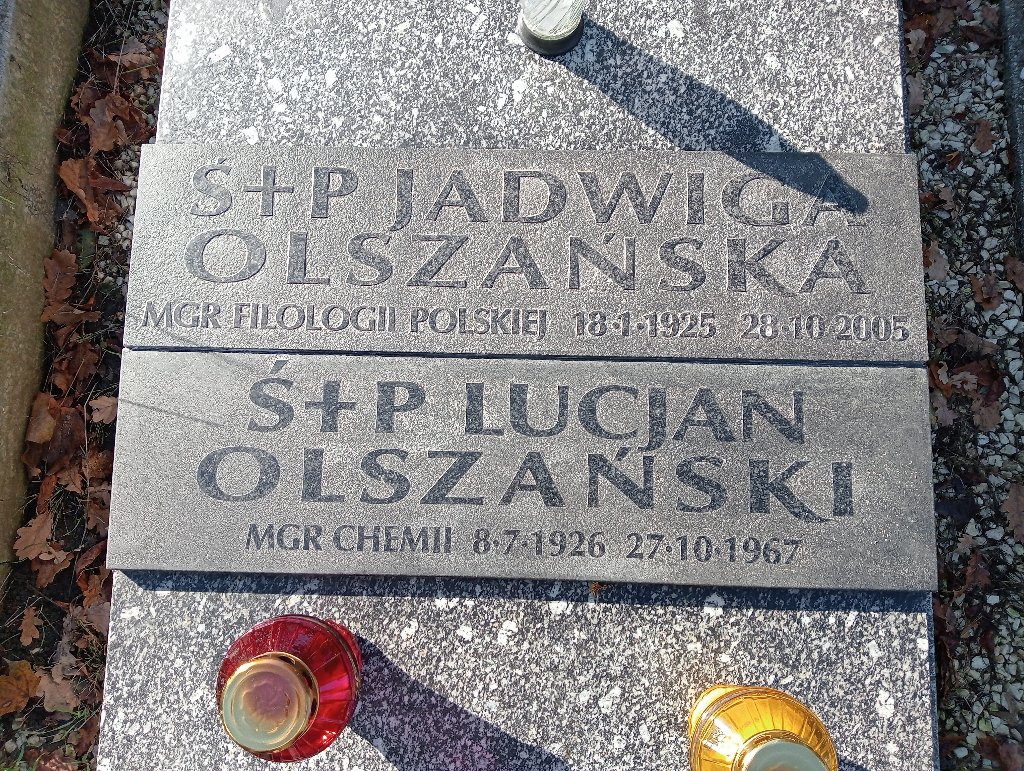 Ś+P JADWIGA
OLSZAŃSKA
MGR FILOLOGII POLSKIEJ 18·1·1925 28·10·2005
Ś+P LUCJAN
OLSZAŃSKI
MGR CHEMII 8·7·1926 27·10·1967